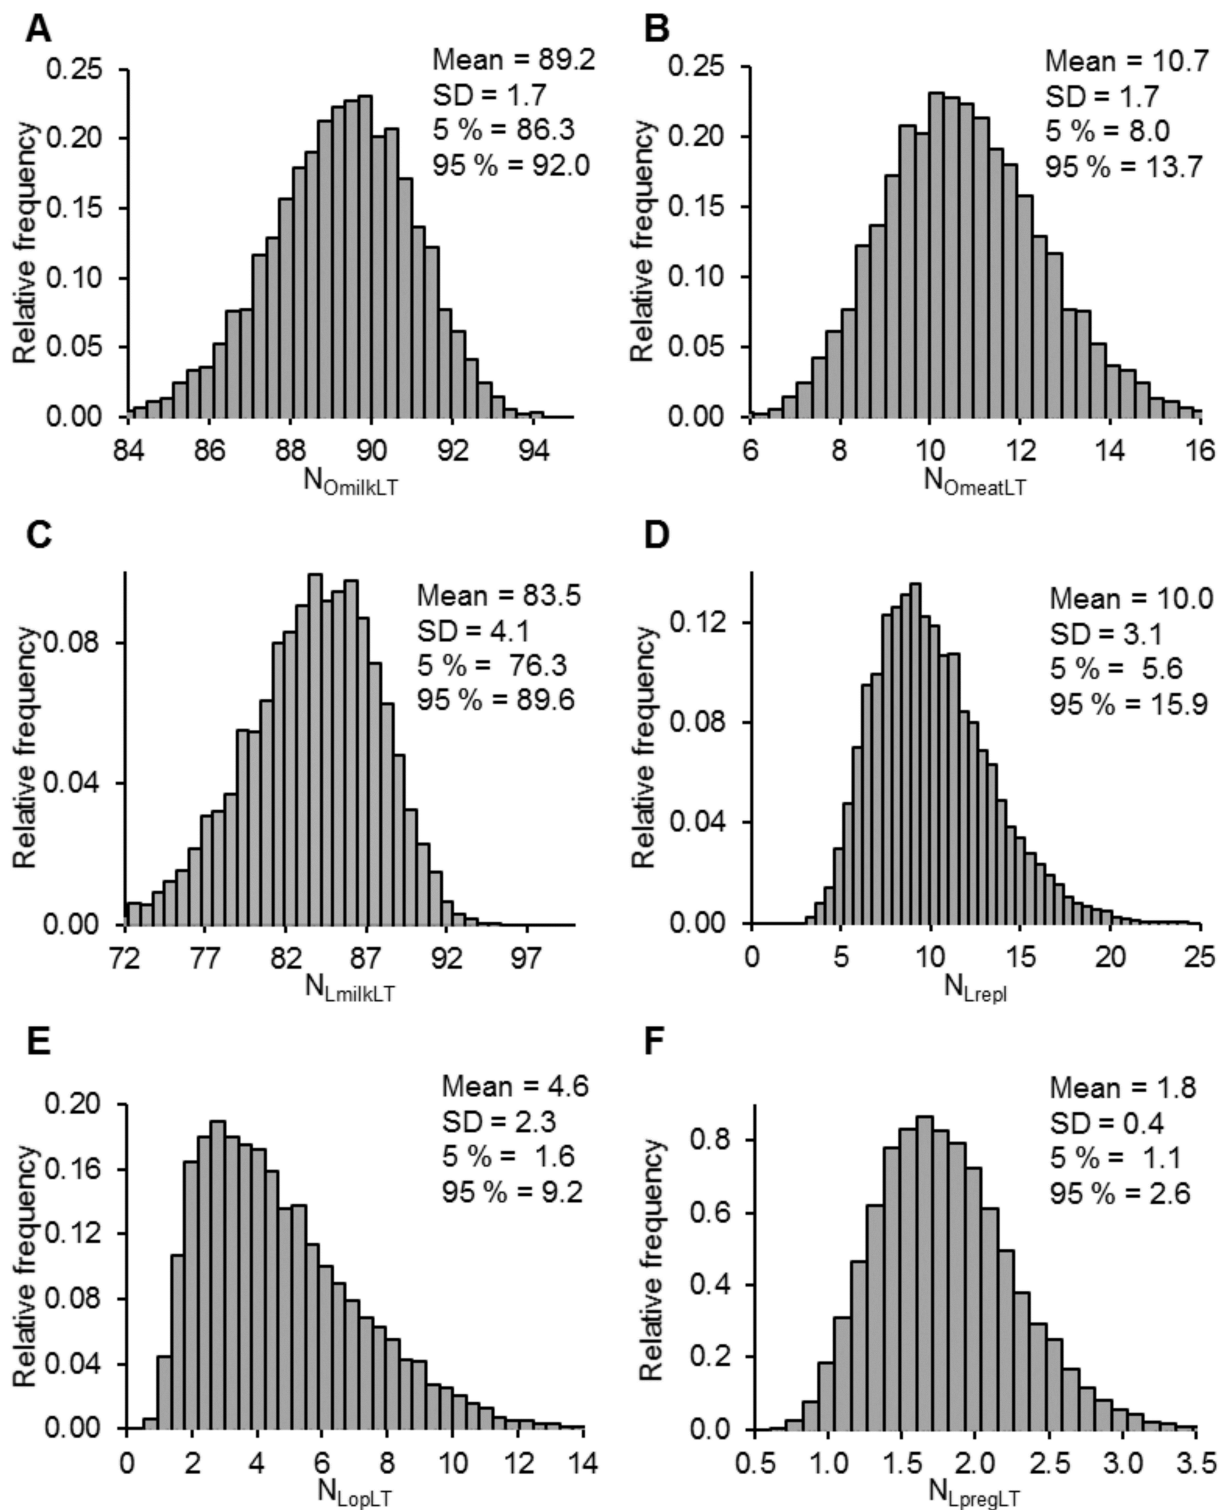 A
Mean = 89.2
SD = 1.7
5 % = 86.3
95 % = 92.0
Relative frequency
0.25
0.20
0.15
0.10
0.05
0.00
84 86 88 90 92 94
NOmilkLT
B
Mean = 10.7
SD = 1.7
5 % = 8.0
95 % = 13.7
Relative frequency
0.25
0.20
0.15
0.10
0.05
0.00
6 8 10 12 14 16
NOmeatLT
C
Mean = 83.5
SD = 4.1
5 % = 76.3
95 % = 89.6
Relative frequency
0.08
0.04
0.00
72 77 82 87 92 97
NLmilkLT
D
Mean = 10.0
SD = 3.1
5 % = 5.6
95 % = 15.9
Relative frequency
0.12
0.08
0.04
0.00
0 5 10 15 20 25
NLrepl
E
Mean = 4.6
SD = 2.3
5 % = 1.6
95 % = 9.2
Relative frequency
0.20
0.16
0.12
0.08
0.04
0.00
0 2 4 6 8 10 12 14
NLopLT
F
Mean = 1.8
SD = 0.4
5 % = 1.1
95 % = 2.6
Relative frequency
0.8
0.6
0.4
0.2
0.0
0.5 1.0 1.5 2.0 2.5 3.0 3.5
NLpregLT